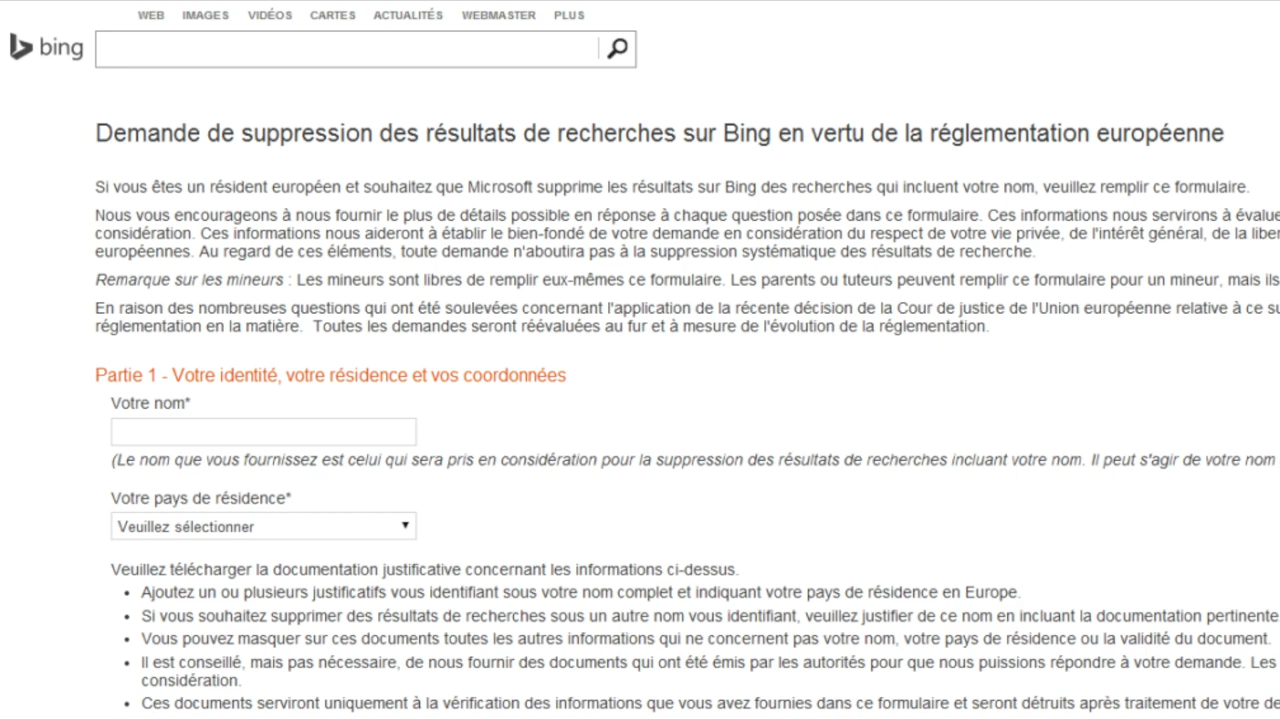 WEB IMAGES VIDÉOS CARTES ACTUALITÉS WEBMASTER PLUS
bing
Demande de suppression des résultats de recherches sur Bing en vertu de la réglementation européenne
Si vous êtes un résident européen et souhaitez que Microsoft supprime les résultats sur Bing des recherches qui incluent votre nom, veuillez remplir ce formulaire.
Nous vous encourageons à nous fournir le plus de détails possible en réponse à chaque question posée dans ce formulaire. Ces informations nous servirons à évalue
considération. Ces informations nous aideront à établir le bien-fondé de votre demande en considération du respect de votre vie privée, de l'intérêt général, de la liber
européennes. Au regard de ces éléments, toute demande n'aboutira pas à la suppression systématique des résultats de recherche.
Remarque sur les mineurs : Les mineurs sont libres de remplir eux-mêmes ce formulaire. Les parents ou tuteurs peuvent remplir ce formulaire pour un mineur, mais ils
En raison des nombreuses questions qui ont été soulevées concernant l'application de la récente décision de la Cour de justice de l'Union européenne relative à ce su
réglementation en la matière. Toutes les demandes seront réévaluées au fur et à mesure de l'évolution de la réglementation.
Partie 1 - Votre identité, votre résidence et vos coordonnées
Votre nom*
(Le nom que vous fournissez est celui qui sera pris en considération pour la suppression des résultats de recherches incluant votre nom. Il peut s'agir de votre nom
Votre pays de résidence*
Veuillez sélectionner
Veuillez télécharger la documentation justificative concernant les informations ci-dessus.
• Ajoutez un ou plusieurs justificatifs vous identifiant sous votre nom complet et indiquant votre pays de résidence en Europe.
• Si vous souhaitez supprimer des résultats de recherches sous un autre nom vous identifiant, veuillez justifier de ce nom en incluant la documentation pertinente
• Vous pouvez masquer sur ces documents toutes les autres informations qui ne concernent pas votre nom, votre pays de résidence ou la validité du document.
• Il est conseillé, mais pas nécessaire, de nous fournir des documents qui ont été émis par les autorités pour que nous puissions répondre à votre demande. Les
considération.
• Ces documents serviront uniquement à la vérification des informations que vous avez fournies dans ce formulaire et seront détruits après traitement de votre de